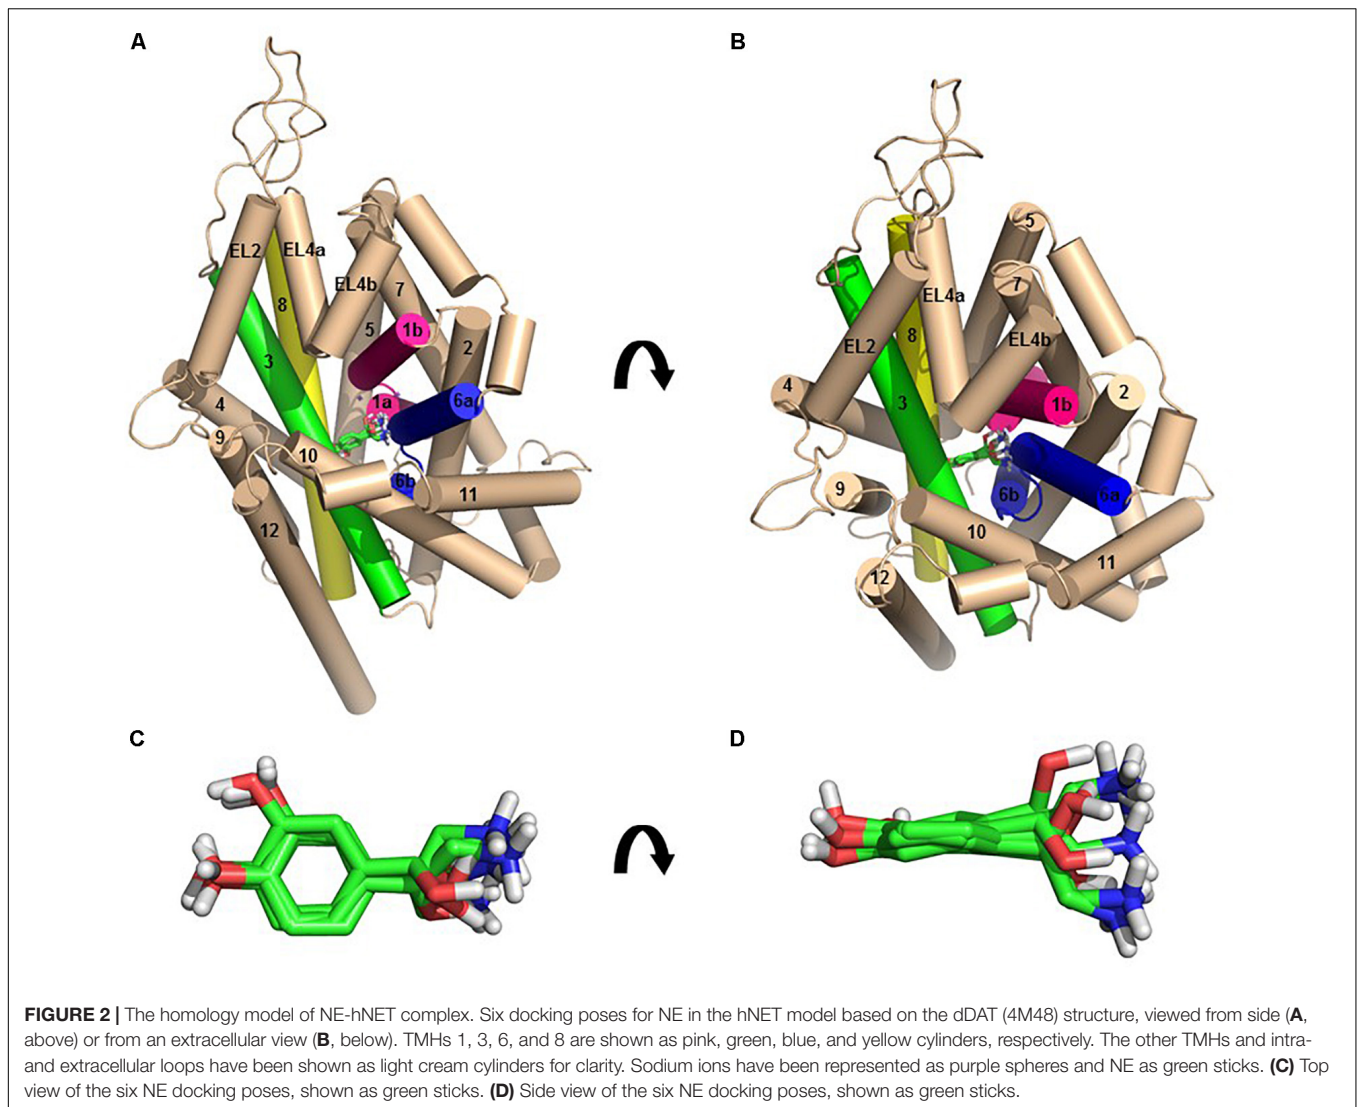 A
B
EL2
EL4a
EL4b
7
8
5
1b
2
3
1a
6a
4
9
10
6b
11
12
5
7
EL4a
EL4b
EL2
8
4
3
1b
2
9
6b
6a
10
11
12
C
D
FIGURE 2 | The homology model of NE-hNET complex. Six docking poses for NE in the hNET model based on the dDAT (4M48) structure, viewed from side (A,
above) or from an extracellular view (B, below). TMHs 1, 3, 6, and 8 are shown as pink, green, blue, and yellow cylinders, respectively. The other TMHs and intra-
and extracellular loops have been shown as light cream cylinders for clarity. Sodium ions have been represented as purple spheres and NE as green sticks. (C) Top
view of the six NE docking poses, shown as green sticks. (D) Side view of the six NE docking poses, shown as green sticks.